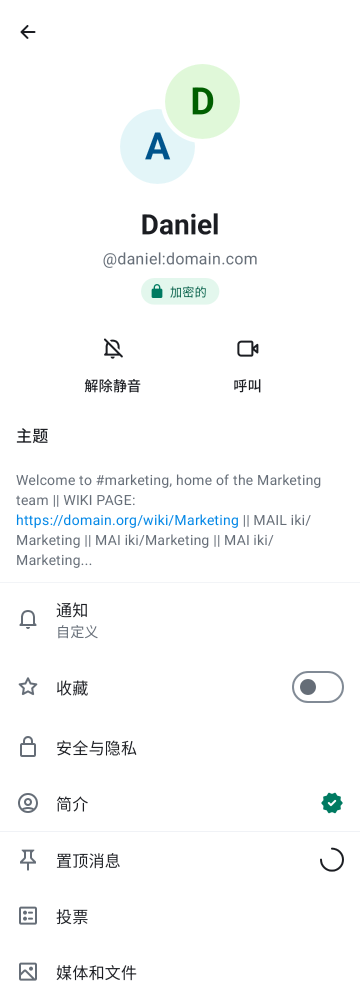 D
A
Daniel
@daniel:domain.com
加密的
解除静音 呼叫
主题
Welcome to #marketing, home of the Marketing
team || WIKI PAGE:
https://domain.org/wiki/Marketing || MAIL iki/
Marketing || MAI iki/Marketing || MAI iki/
Marketing...
通知
自定义
收藏
安全与隐私
简介
置顶消息
投票
媒体和文件